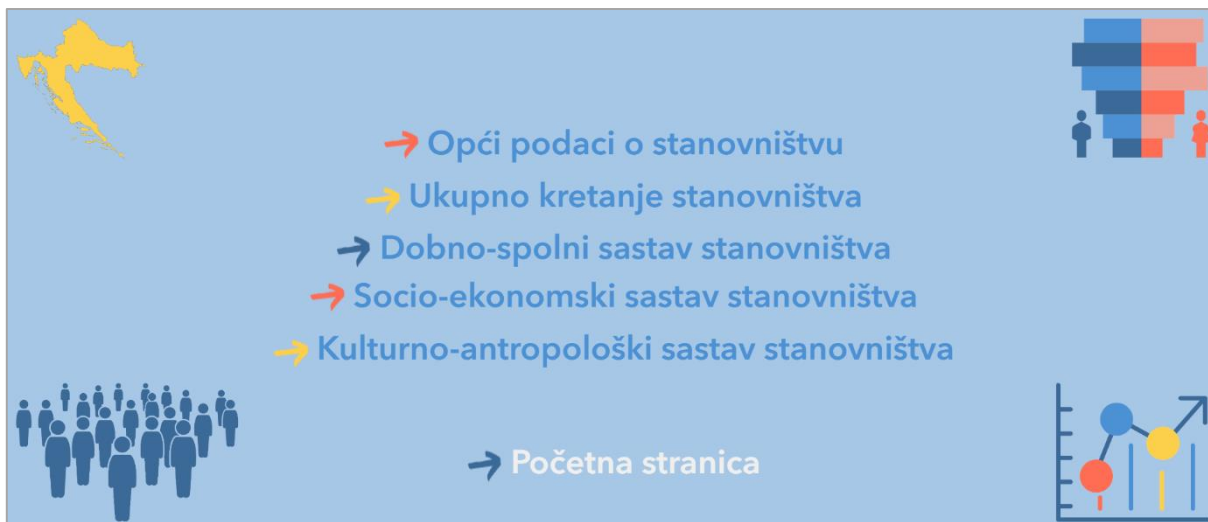 Opći podaci o stanovništvu
Ukupno kretanje stanovništva
Dobno-spolni sastav stanovništva
Socio-ekonomski sastav stanovništva
Kulturno-antropološki sastav stanovništva
Početna stranica